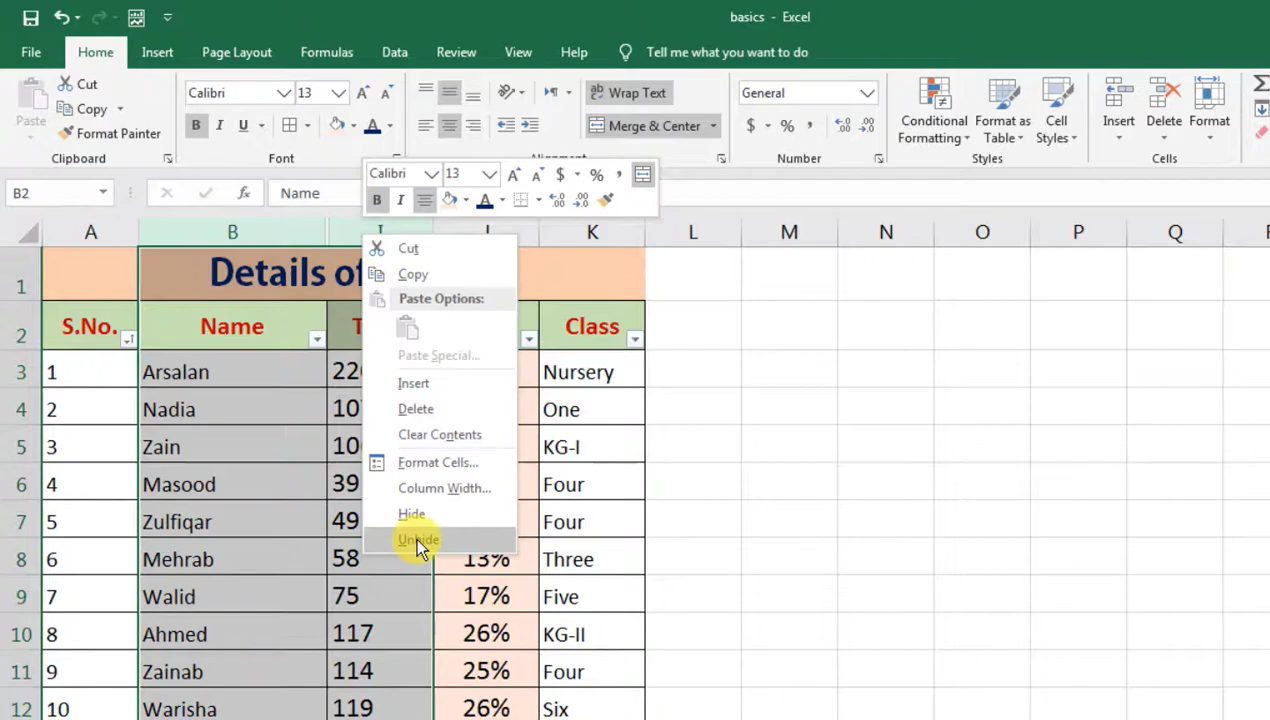 basics - Excel
File Home Insert Page Layout Formulas Data Review View Help Tell me what you want to do
Cut
Copy
Format Painter
Paste
Clipboard
Calibri 13
B I U
Font
Wrap Text
Merge & Center
General
$ % ,
Number
Conditional Formatting
Format as Table
Cell Styles
Styles
Insert Delete Format
Cells
Calibri 13 $ % ,
B I A
B2 fx Name
A B K L M N O P Q
1 Details of
2 S.No. Name Class
3 1 Arsalan Nursery
4 2 Nadia One
5 3 Zain KG-I
6 4 Masood 39 Four
7 5 Zulfiqar 49 Four
8 6 Mehrab 58 13% Three
9 7 Walid 75 17% Five
10 8 Ahmed 117 26% KG-II
11 9 Zainab 114 25% Four
12 10 Warisha 119 26% Six
Cut
Copy
Paste Options:
Paste Special...
Insert
Delete
Clear Contents
Format Cells...
Column Width...
Hide
Unhide